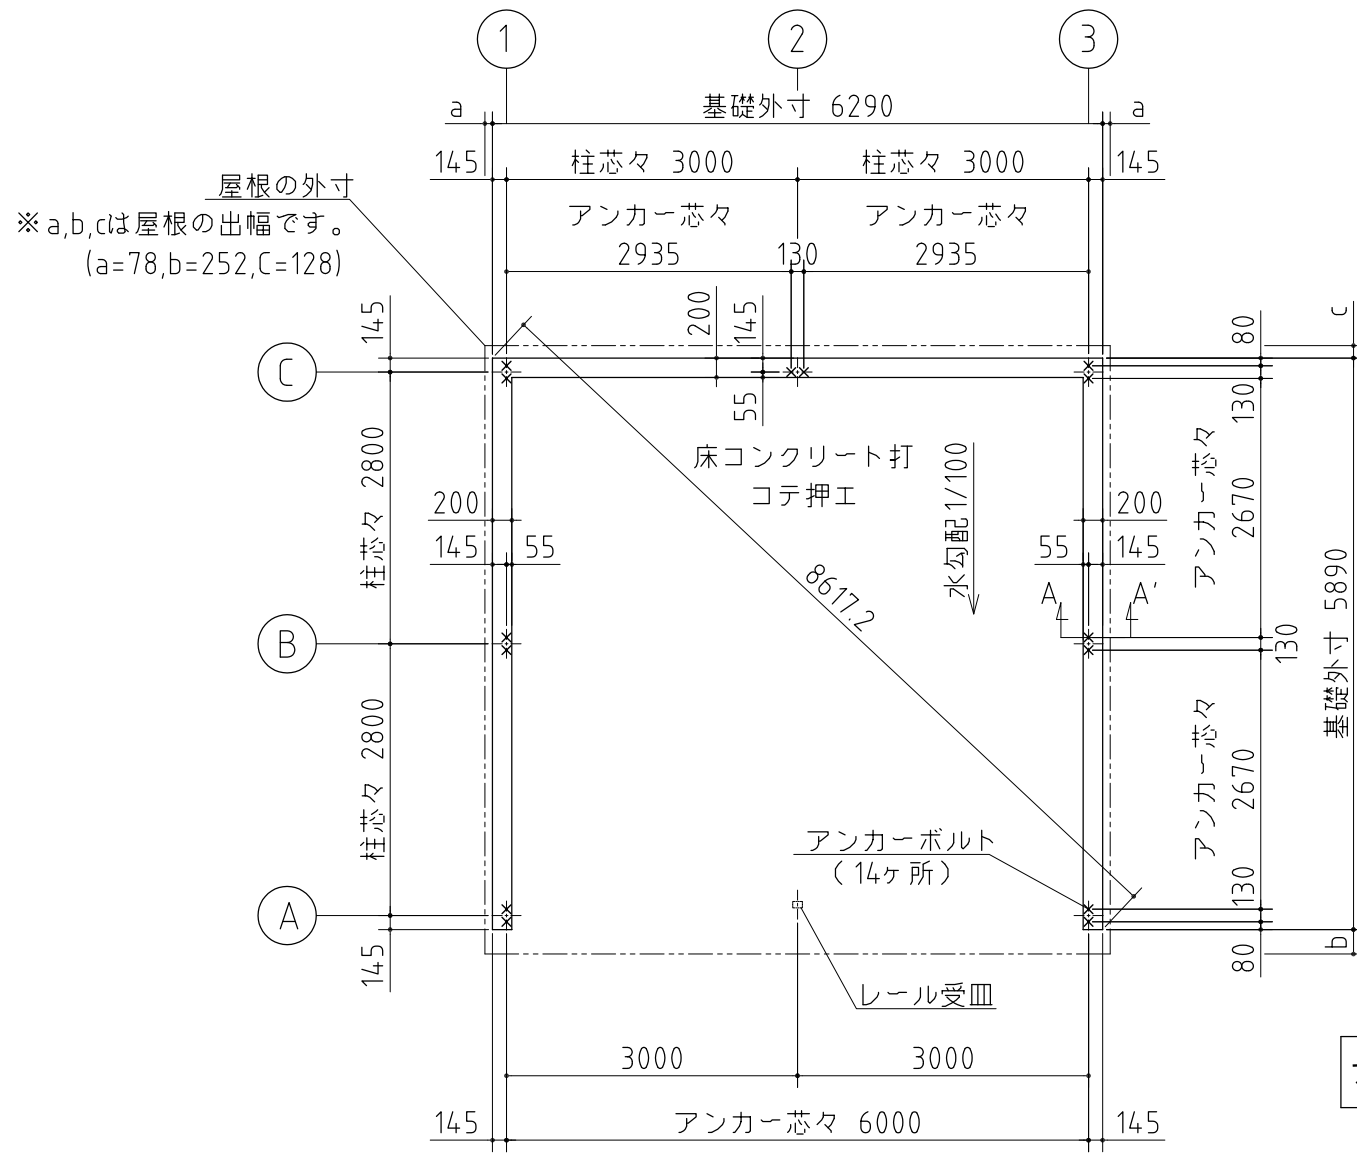 1
2
3
a
基礎外寸 6290
a
145
柱芯々 3000
柱芯々 3000
145
屋根の外寸
※a,b,cは屋根の出幅です。
(a=78,b=252,C=128)
アンカー芯々
2935
130
アンカー芯々
2935
145
200
145
55
80
c
C
130
柱芯々 2800
床コンクリート打
コテ押エ
水勾配1/100
アンカー芯々
2670
200
145
55
200
55
145
8617.2
A
A'
B
130
基礎外寸 5890
柱芯々 2800
アンカー芯々
2670
アンカーボルト
(14ヶ所)
130
A
145
80
b
レール受皿
3000
3000
145
アンカー芯々 6000
145